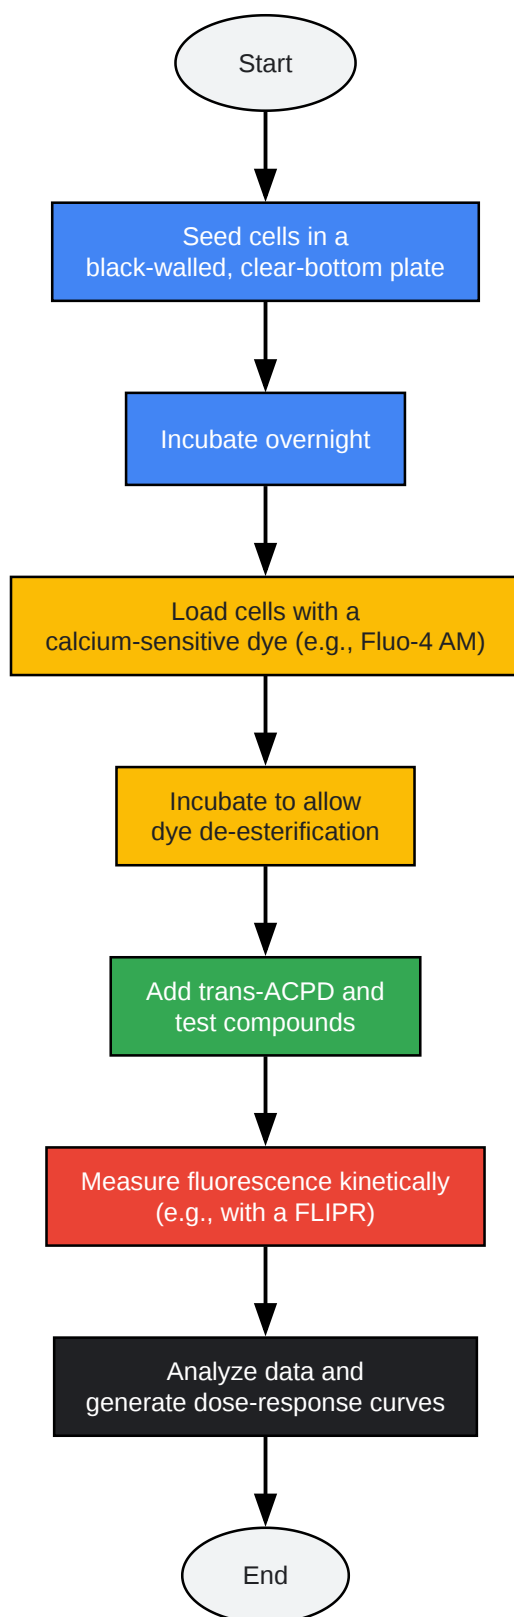 Start
Seed cells in a
black-walled, clear-bottom plate
Incubate overnight
Load cells with a
calcium-sensitive dye (e.g., Fluo-4 AM)
Incubate to allow
dye de-esterification
Add trans-ACPD and
test compounds
Measure fluorescence kinetically
(e.g., with a FLIPR)
Analyze data and
generate dose-response curves
End